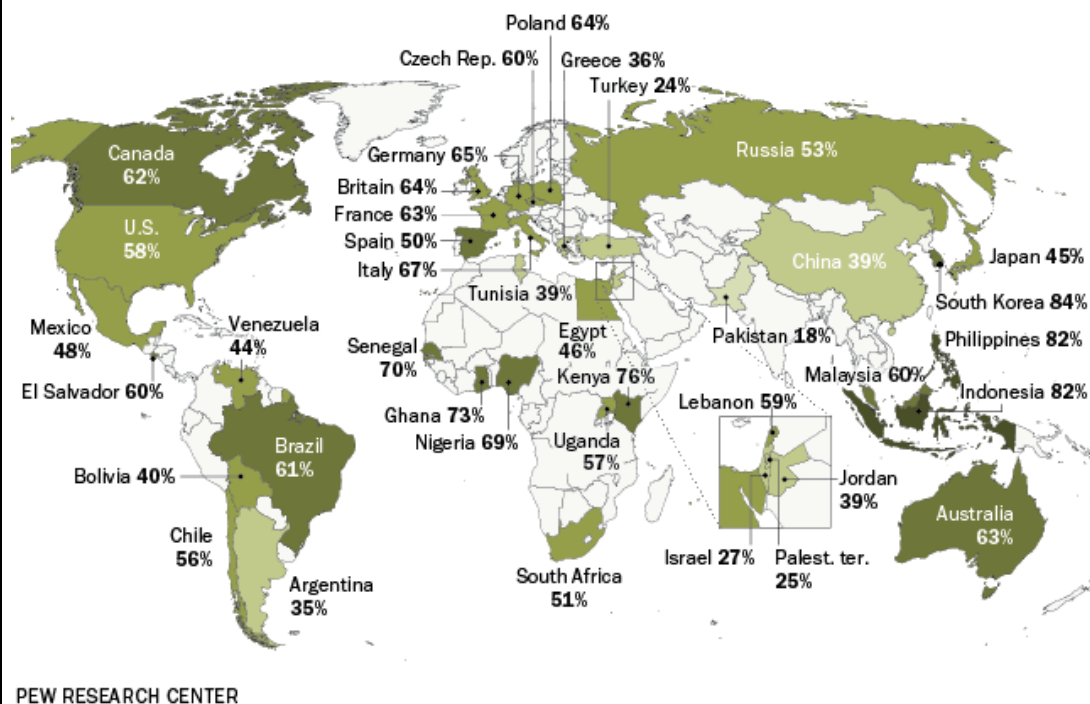 Poland 64%
Czech Rep. 60%
Greece 36%
Turkey 24%
Canada
62%
Germany 65%
Russia 53%
Britain 64%
France 63%
U.S.
58%
Spain 50%
Italy 67%
China 39%
Japan 45%
Tunisia 39%
South Korea 84%
Mexico
48%
Venezuela
44%
Egypt
46%
Pakistan 18%
Philippines 82%
Senegal
70%
Kenya 76%
Malaysia 60%
El Salvador 60%
Indonesia 82%
Lebanon 59%
Ghana 73%
Nigeria 69%
Uganda
57%
Brazil
61%
Bolivia 40%
Jordan
39%
Australia
63%
Chile
56%
Israel 27%
Palest. ter.
25%
South Africa
51%
Argentina
35%
PEW RESEARCH CENTER